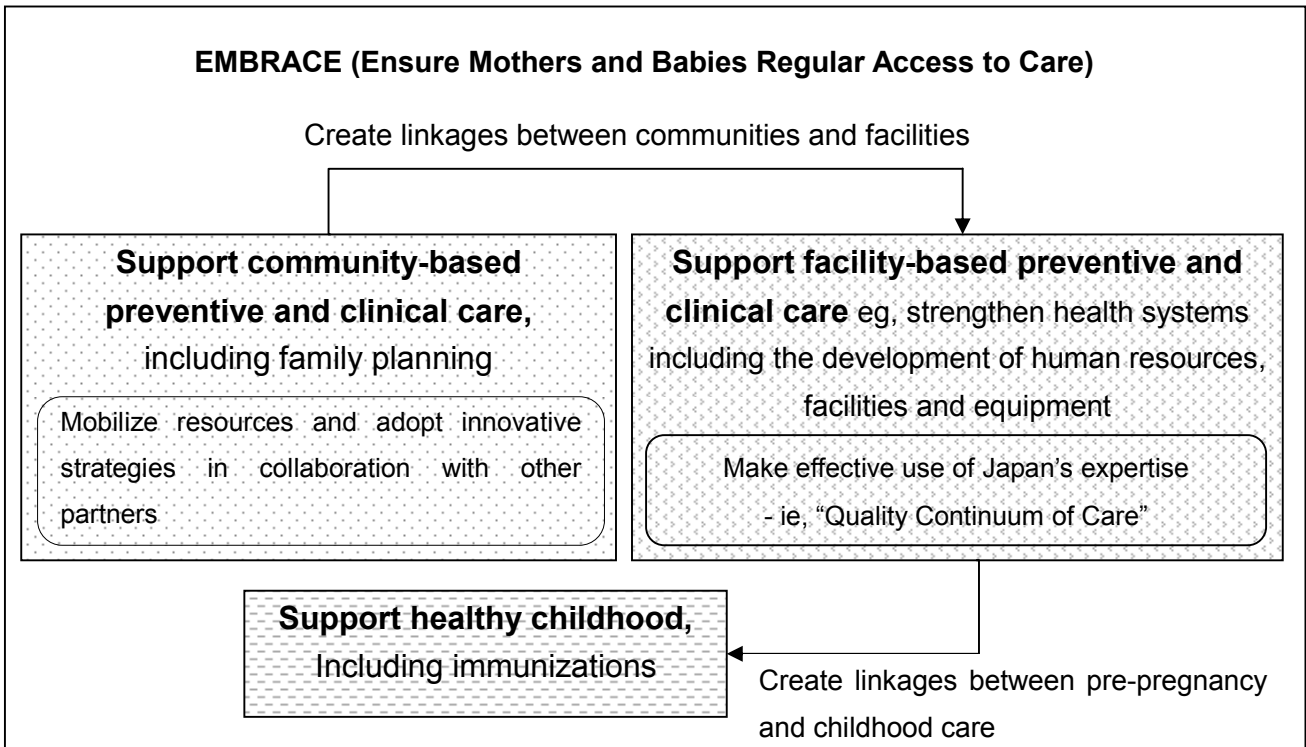 EMBRACE (Ensure Mothers and Babies Regular Access to Care)
Create linkages between communities and facilities
Support community-based
preventive and clinical care,
including family planning
Mobilize resources and adopt innovative
strategies in collaboration with other
partners
Support facility-based preventive and
clinical care eg, strengthen health systems
including the development of human resources,
facilities and equipment
Make effective use of Japan’s expertise
- ie, “Quality Continuum of Care”
Support healthy childhood,
Including immunizations
Create linkages between pre-pregnancy
and childhood care